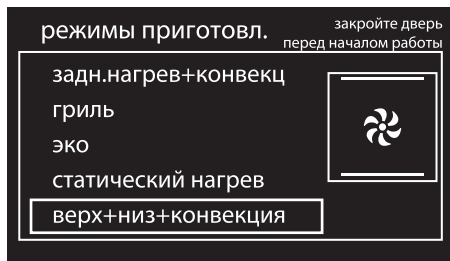 режимы приготовл.
закройте дверь
перед началом работы
задн.нагрев+конвекц
гриль
эко
статический нагрев
верх+низ+конвекция